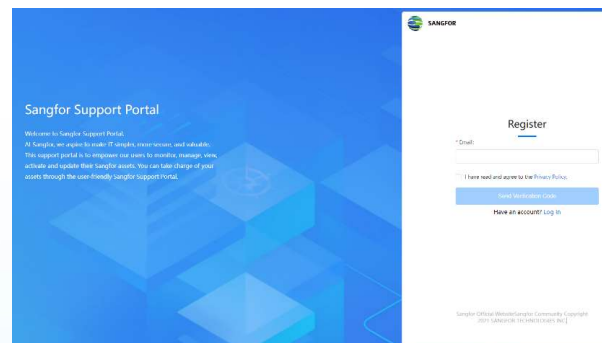 Sangfor Support Portal
Welcome to Sangfor Support Portal.
At Sangfor, we aspire to make IT simpler, more secure, and valuable.
This support portal is to empower our users to monitor, manage, view,
activate and update their Sangfor assets. You can take charge of your
assets through the user-friendly Sangfor Support Portal.
SANGFOR
Register
* Email:
I have read and agree to the Privacy Policy.
Send Verification Code
Have an account? Log In
Sangfor Official WebsiteSangfor Community Copyright
SANGFOR TECHNOLOGIES INC.